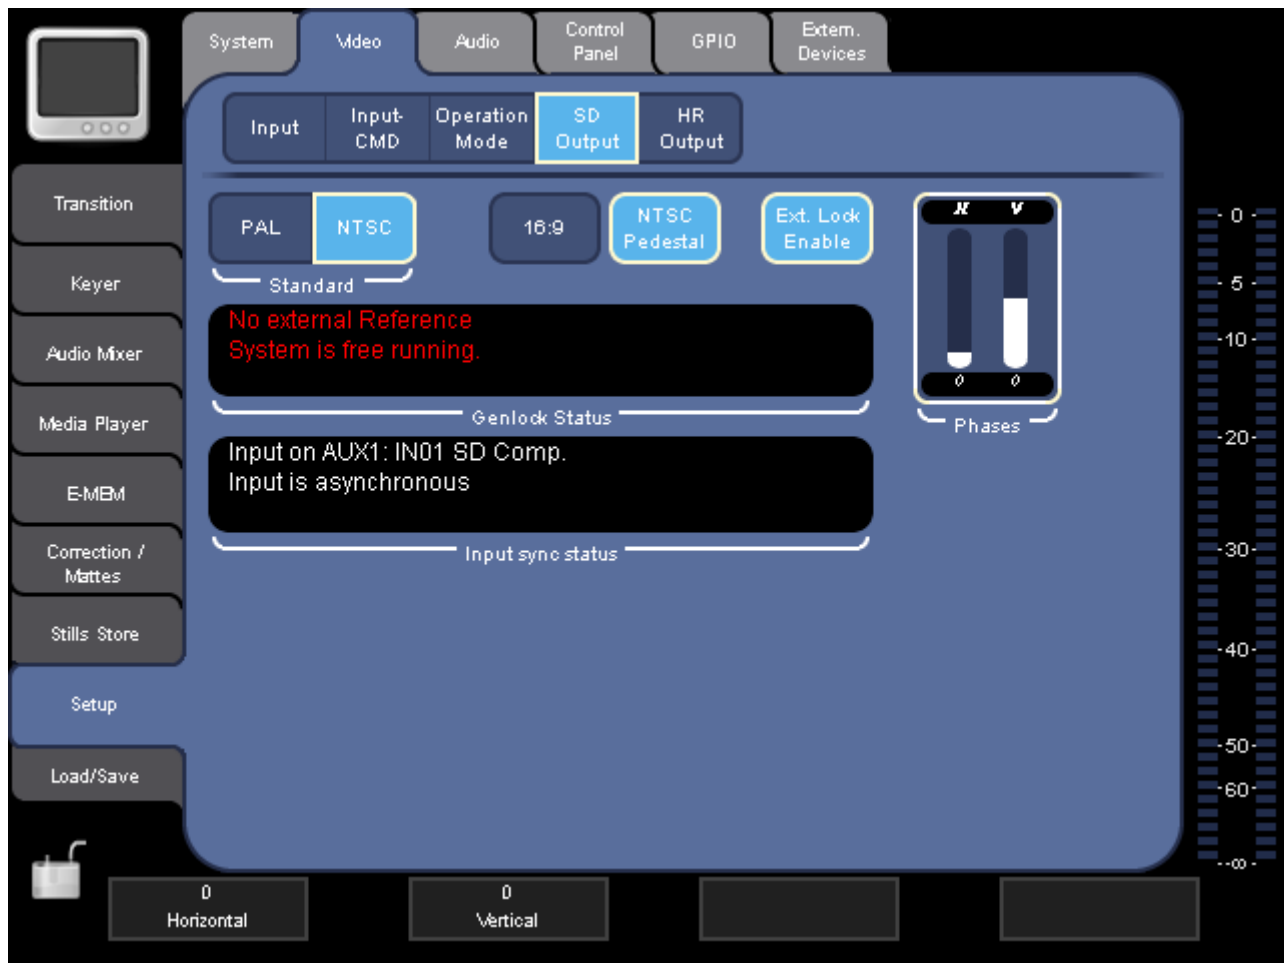 System
Video
Audio
Control
Panel
GPIO
Extern.
Devices
Input
Input-
CMD
Operation
Mode
SD
Output
HR
Output
Transition
Keyer
Audio Mixer
Media Player
E-MEM
Correction /
Mattes
Stills Store
Setup
Load/Save
PAL
NTSC
Standard
16:9
NTSC
Pedestal
Ext. Lock
Enable
H V
0 0
Phases
No external Reference
System is free running.
Genlock Status
Input on AUX1: IN01 SD Comp.
Input is asynchronous
Input sync status
- 0 -
- 5 -
-10-
-20-
-30-
-40-
-50-
-60-
--∞-
0
Horizontal
0
Vertical